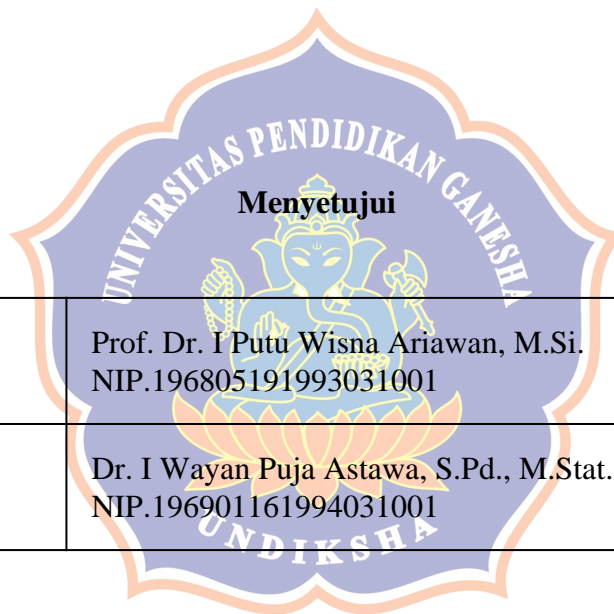 UNIVERSITAS PENDIDIKAN GANESHA
Menyetujui
Prof. Dr. I Putu Wisna Ariawan, M.Si.
NIP.196805191993031001
Dr. I Wayan Puja Astawa, S.Pd., M.Stat.
NIP.196901161994031001
UNDIKSHA